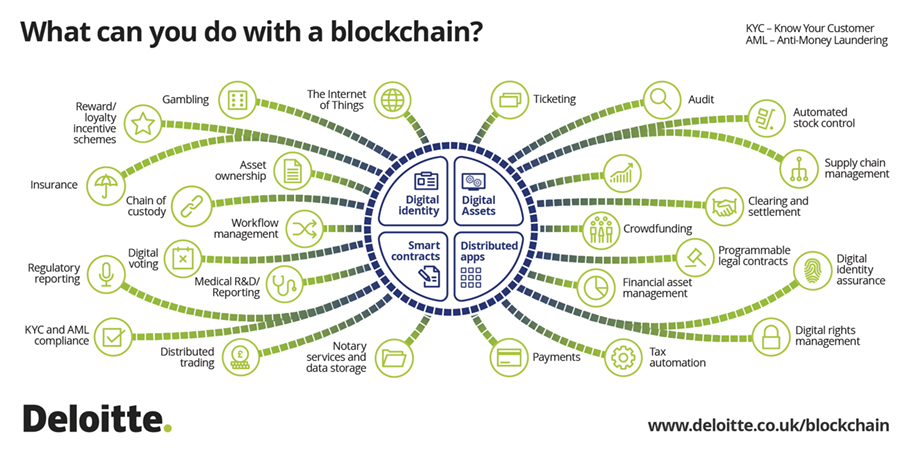 What can you do with a blockchain?
KYC – Know Your Customer
AML – Anti-Money Laundering
Gambling
The Internet
of Things
Ticketing
Audit
Reward/
loyalty
incentive
schemes
Automated
stock control
Asset
ownership
Supply chain
management
Insurance
Chain of
custody
Clearing and
settlement
Workflow
management
Crowdfunding
Digital
identity
Digital
Assets
Smart
contracts
Distributed
apps
Digital
voting
Programmable
legal contracts
Regulatory
reporting
Medical R&D/
Reporting
Financial asset
management
Digital
identity
assurance
KYC and AML
compliance
Digital rights
management
Distributed
trading
£
Notary
services and
data storage
Payments
Tax
automation
Deloitte.
www.deloitte.co.uk/blockchain